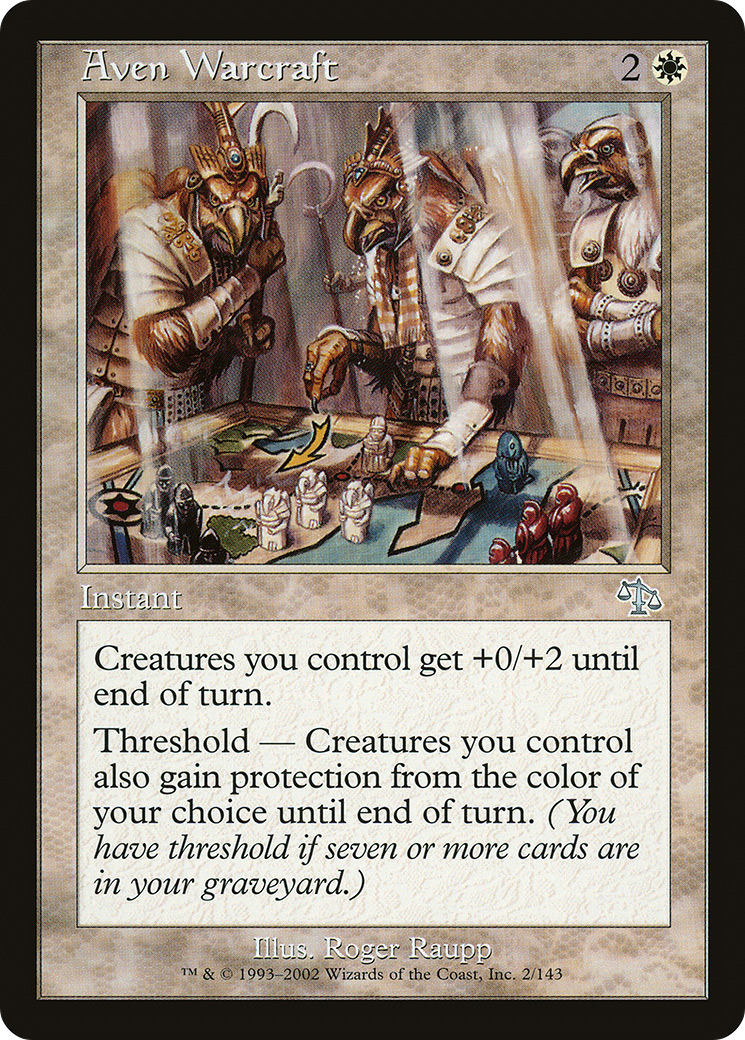 Aven Warcraft 2
Instant
Creatures you control get +0/+2 until
end of turn.
Threshold — Creatures you control
also gain protection from the color of
your choice until end of turn. (You
have threshold if seven or more cards are
in your graveyard.)
Illus. Roger Raupp
™ & © 1993–2002 Wizards of the Coast, Inc. 2/143